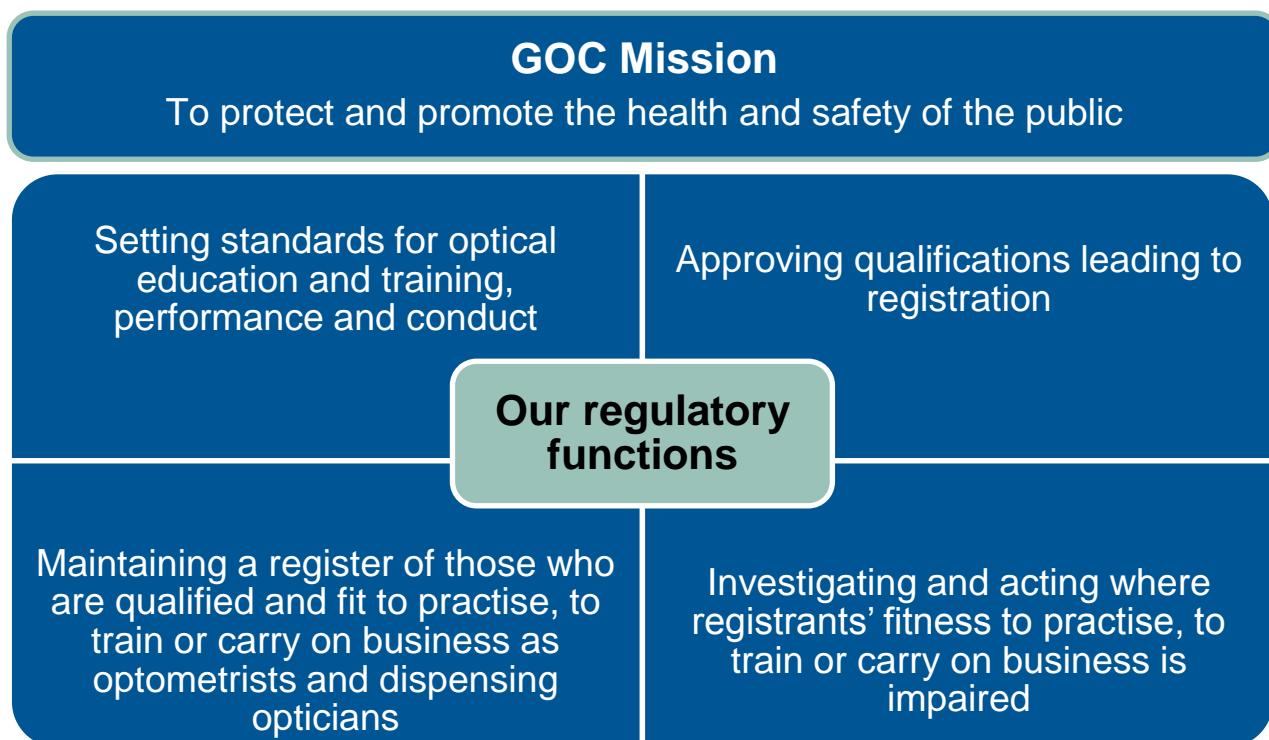 GOC Mission
To protect and promote the health and safety of the public
Setting standards for optical
education and training,
performance and conduct
Approving qualifications leading to
registration
Our regulatory
functions
Maintaining a register of those who
are qualified and fit to practise, to
train or carry on business as
optometrists and dispensing
opticians
Investigating and acting where
registrants’ fitness to practise, to
train or carry on business is
impaired